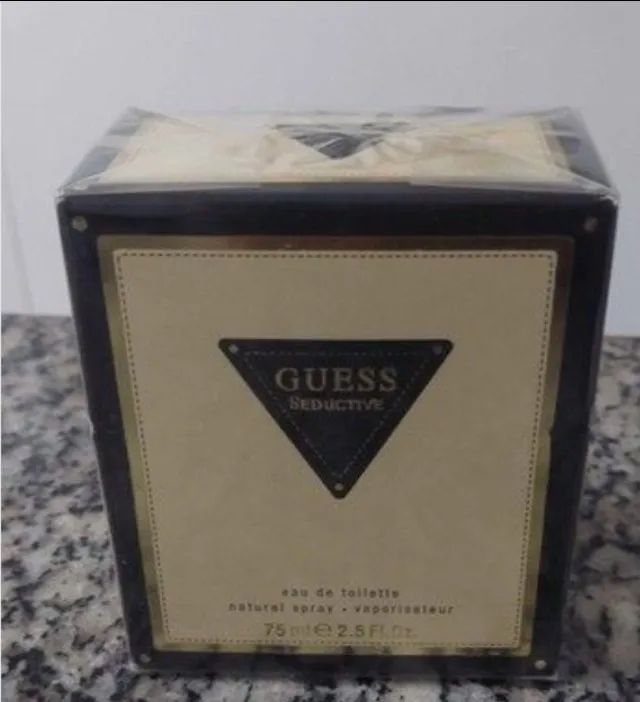 GUESS
SEDUCTIVE
eau de toilette
natural spray • vaporisateur
75 ml ℮ 2.5 Fl.Oz.